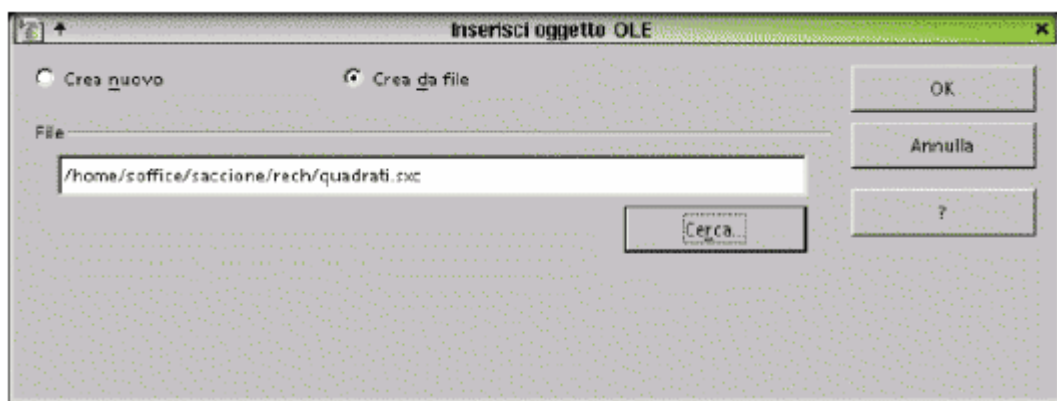 Inserisci oggetto OLE
Crea nuovo
Crea da file
OK
File
Annulla
/home/soffice/saccione/rech/quadrati.sxc
?
Cerca...